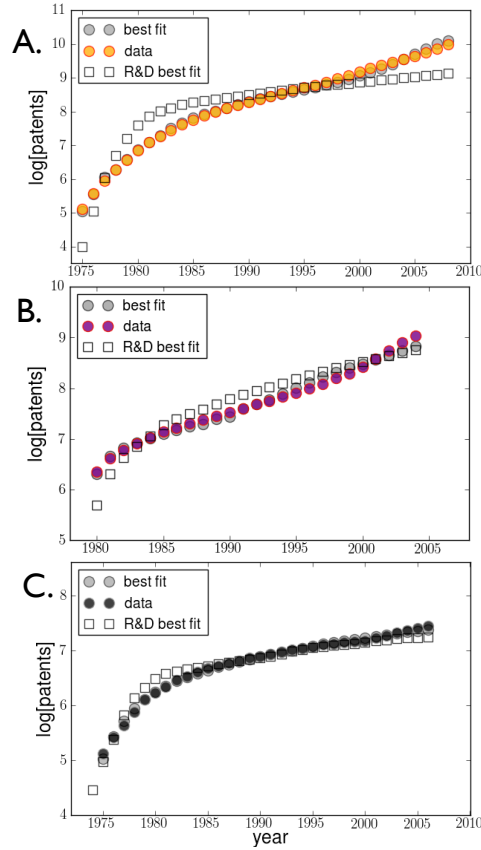 A.
11
10
9
8
7
6
5
4
log[patents]
best fit
data
R&D best fit
1975 1980 1985 1990 1995 2000 2005 2010
B.
10
9
8
7
6
5
log[patents]
best fit
data
R&D best fit
1980 1985 1990 1995 2000 2005
C.
8
7
6
5
4
log[patents]
best fit
data
R&D best fit
1975 1980 1985 1990 1995 2000 2005 2010
year